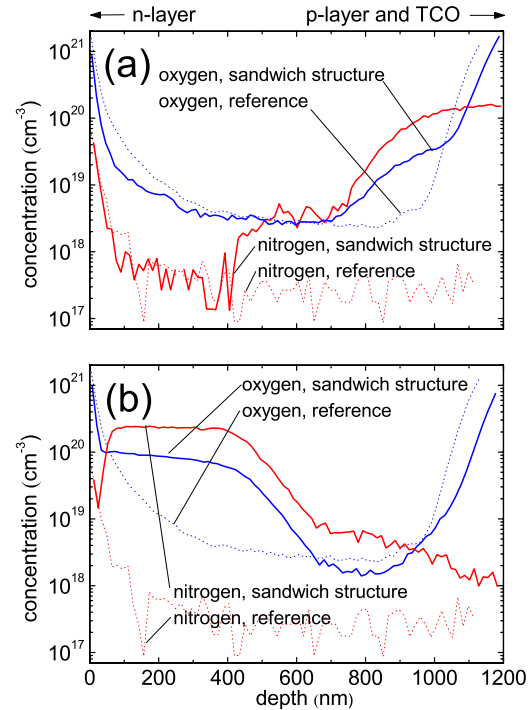 n-layer p-layer and TCO
(a)
10²¹
10²⁰
10¹⁹
10¹⁸
10¹⁷
concentration (cm⁻³)
oxygen, sandwich structure
oxygen, reference
nitrogen, sandwich structure
nitrogen, reference
(b)
10²¹
10²⁰
10¹⁹
10¹⁸
10¹⁷
concentration (cm⁻³)
oxygen, sandwich structure
oxygen, reference
nitrogen, sandwich structure
nitrogen, reference
0 200 400 600 800 1000 1200
depth (nm)